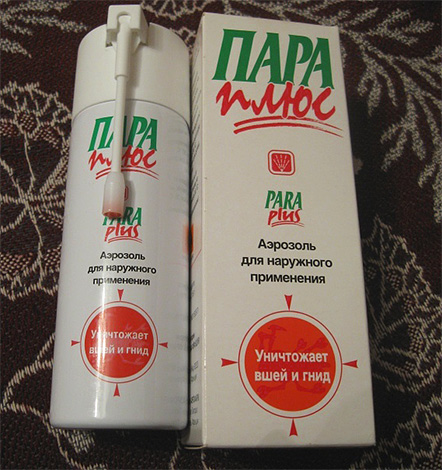 ПАРА
плюс
PARA
plus
Аэрозоль
для наружного
применения
Уничтожает
вшей и гнид
ПАРА
плюс
PARA
plus
Аэрозоль
для наружного
применения
Уничтожает
вшей и гнид